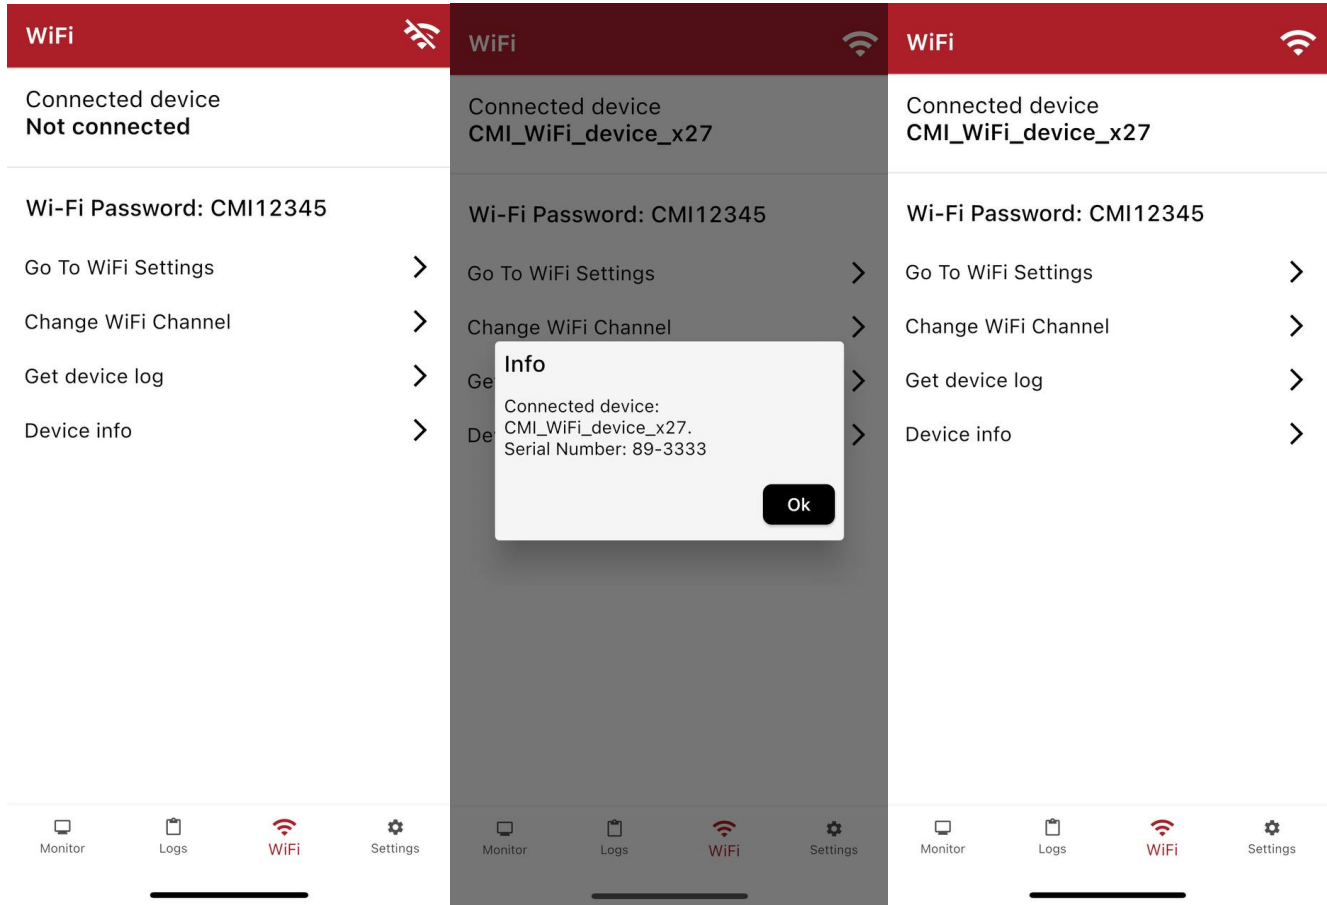 WiFi
Connected device
Not connected
Wi-Fi Password: CMI12345
Go To WiFi Settings
Change WiFi Channel
Get device log
Device info
Monitor
Logs
WiFi
Settings
WiFi
Connected device
CMI_WiFi_device_x27
Wi-Fi Password: CMI12345
Go To WiFi Settings
Change WiFi Channel
Ge
De
Info
Connected device:
CMI_WiFi_device_x27.
Serial Number: 89-3333
Ok
Monitor
Logs
WiFi
Settings
WiFi
Connected device
CMI_WiFi_device_x27
Wi-Fi Password: CMI12345
Go To WiFi Settings
Change WiFi Channel
Get device log
Device info
Monitor
Logs
WiFi
Settings